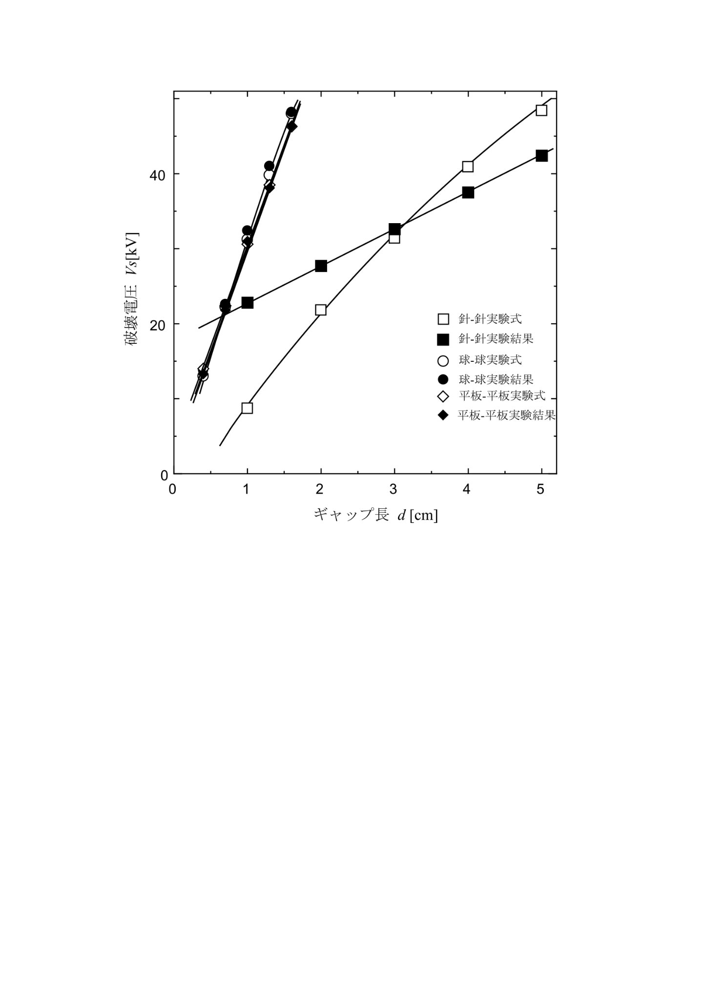 破壊電圧 Vs[kV]
40
20
0
0 1 2 3 4 5
ギャップ長 d [cm]
針-針実験式
針-針実験結果
球-球実験式
球-球実験結果
平板-平板実験式
平板-平板実験結果